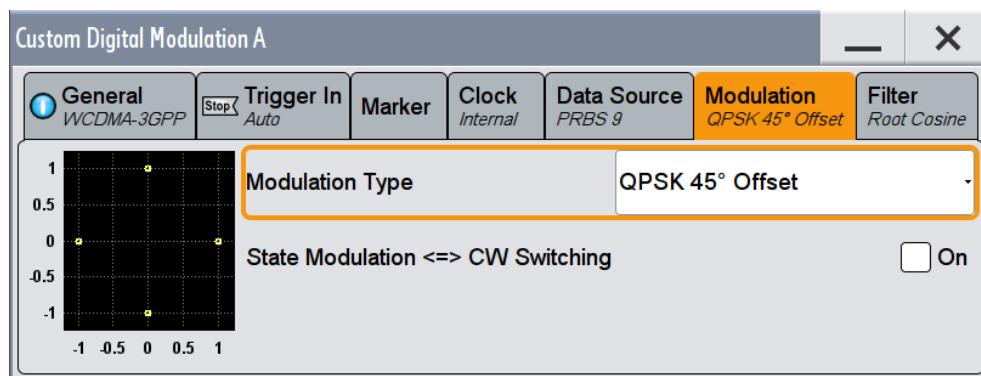 Custom Digital Modulation A
General
WCDMA-3GPP
Stop
Trigger In
Auto
Marker
Clock
Internal
Data Source
PRBS 9
Modulation
QPSK 45° Offset
Filter
Root Cosine
Modulation Type
QPSK 45° Offset
State Modulation <=> CW Switching
On
1
0.5
0
-0.5
-1
-1 -0.5 0 0.5 1